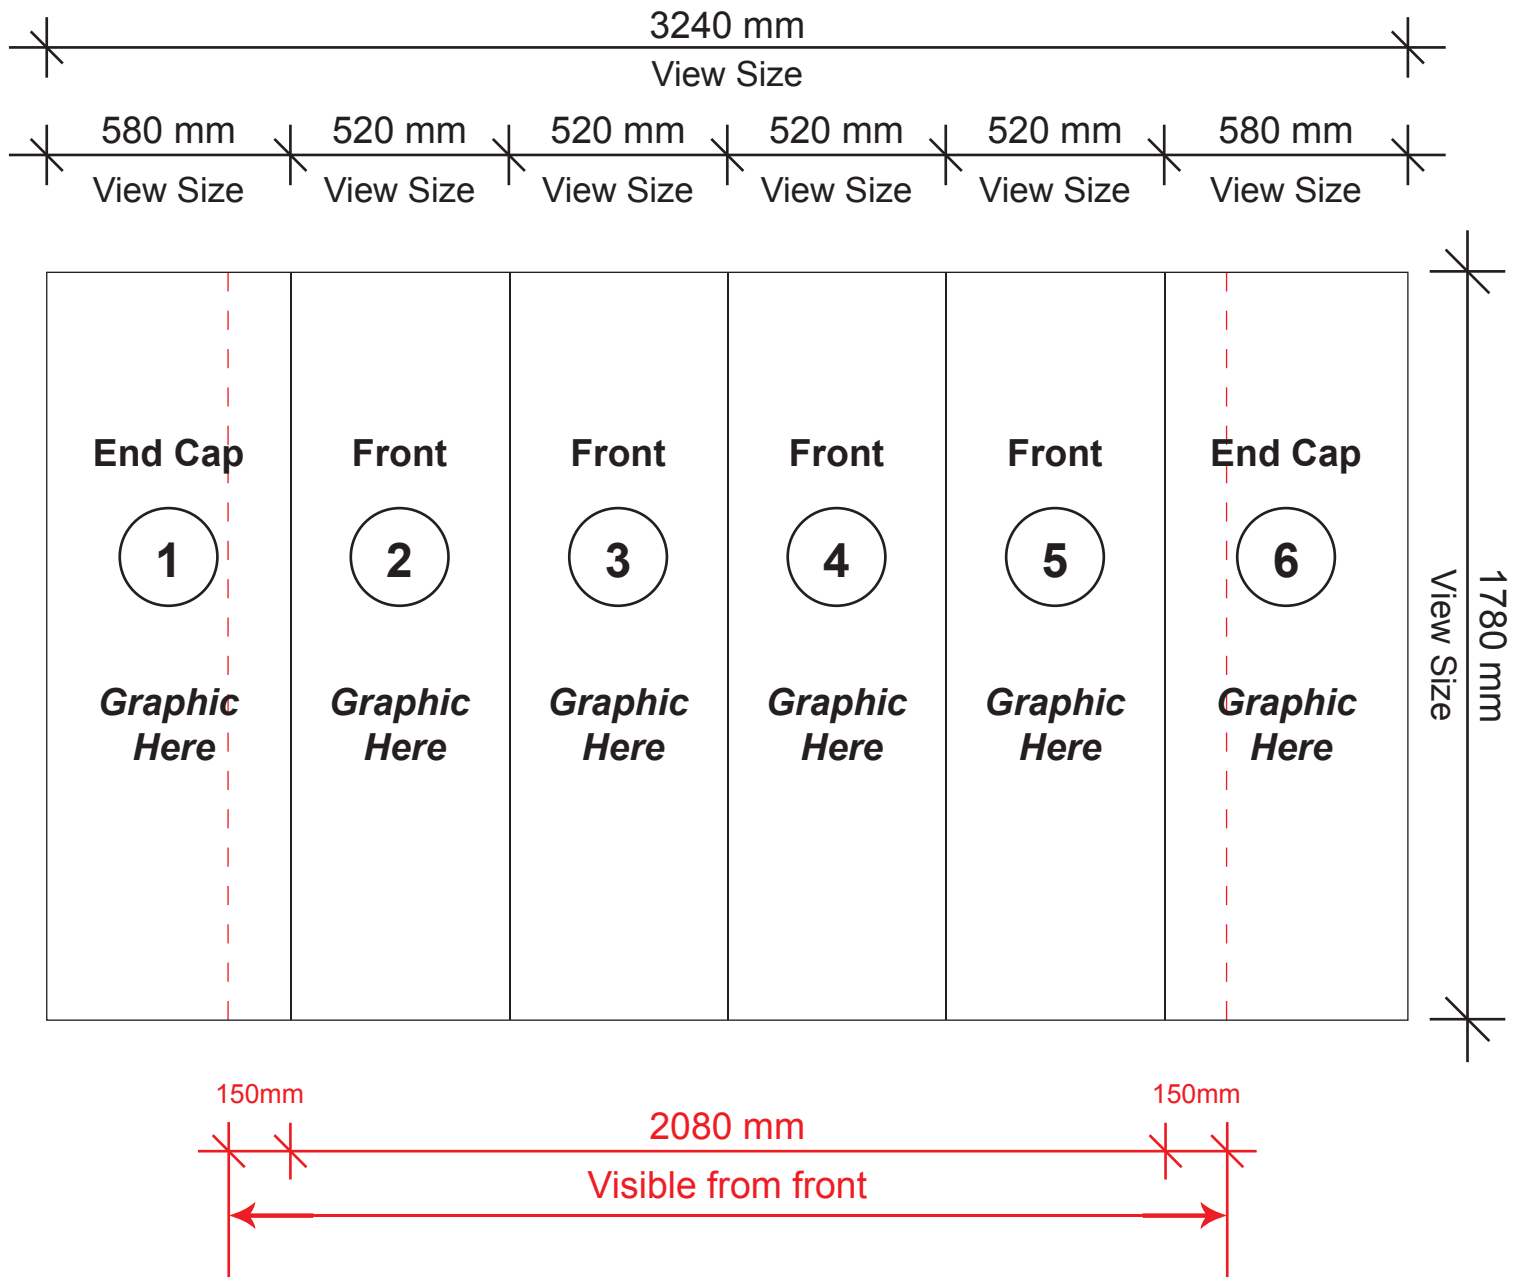 3240 mm
View Size
580 mm 520 mm 520 mm 520 mm 520 mm 580 mm
View Size View Size View Size View Size View Size View Size
End Cap Front Front Front Front End Cap
1 2 3 4 5 6
Graphic Graphic Graphic Graphic Graphic Graphic
Here Here Here Here Here Here
1780 mm
View Size
150mm 150mm
2080 mm
Visible from front